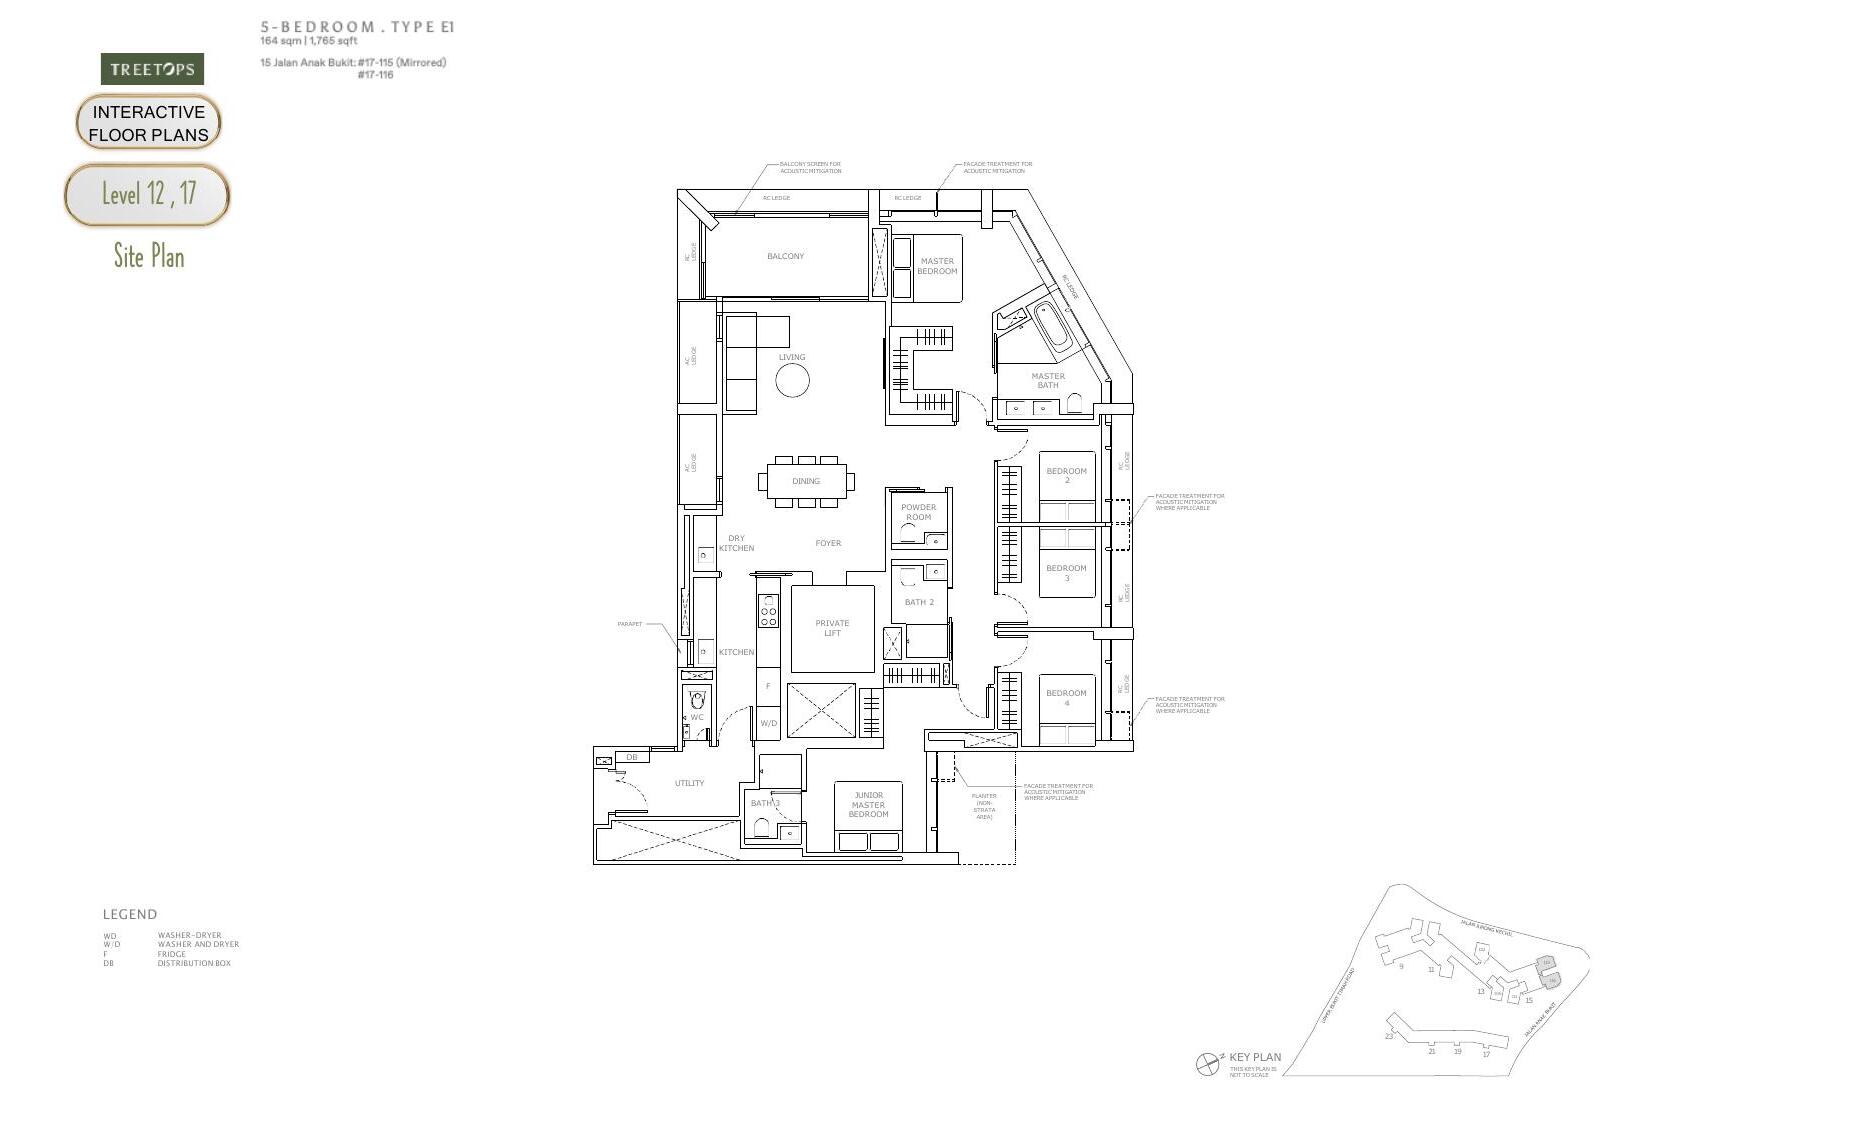 5-BEDROOM . TYPE E1
164 sqm | 1,765 sqft
15 Jalan Anak Bukit: #17-115 (Mirrored)
#17-116
TREETOPS
INTERACTIVE
FLOOR PLANS
Level 12 , 17
Site Plan
BALCONY SCREEN FOR
ACOUSTIC MITIGATION
FACADE TREATMENT FOR
ACOUSTIC MITIGATION
RC LEDGE
RC LEDGE
RC
LEDGE
BALCONY
MASTER
BEDROOM
RC LEDGE
AC
LEDGE
LIVING
MASTER
BATH
AC
LEDGE
DINING
BEDROOM
2
RC
LEDGE
FACADE TREATMENT FOR
ACOUSTIC MITIGATION
WHERE APPLICABLE
POWDER
ROOM
DRY
KITCHEN
FOYER
BEDROOM
3
RC
LEDGE
BATH 2
PRIVATE
LIFT
PARAPET
KITCHEN
F
W/D
WC
BEDROOM
4
RC
LEDGE
FACADE TREATMENT FOR
ACOUSTIC MITIGATION
WHERE APPLICABLE
DB
UTILITY
BATH 3
JUNIOR
MASTER
BEDROOM
PLANTER
(NON-
STRATA
AREA)
FACADE TREATMENT FOR
ACOUSTIC MITIGATION
WHERE APPLICABLE
LEGEND
WD WASHER-DRYER
W/D WASHER AND DRYER
F FRIDGE
DB DISTRIBUTION BOX
JALAN JURONG KECHIL
UPPER BUKIT TIMAH ROAD
JALAN ANAK BUKIT
9
11
13
15
23
21
19
17
N
KEY PLAN
THIS KEY PLAN IS
NOT TO SCALE